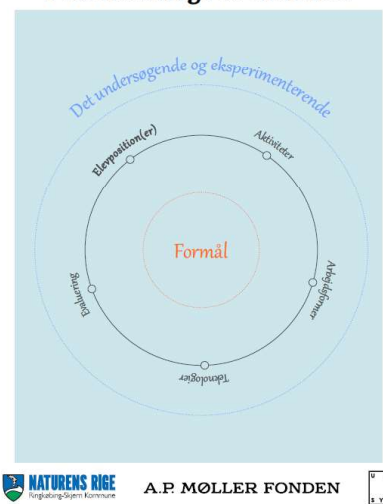 Det undersøgende og eksperimenterende
Elevposition(er)
Aktiviteter
Formål
Evaluering
Arbejdsformer
Teknologier
NATURENS RIGE
Ringkøbing-Skjern Kommune
A.P. MØLLER FONDEN
U
S Y